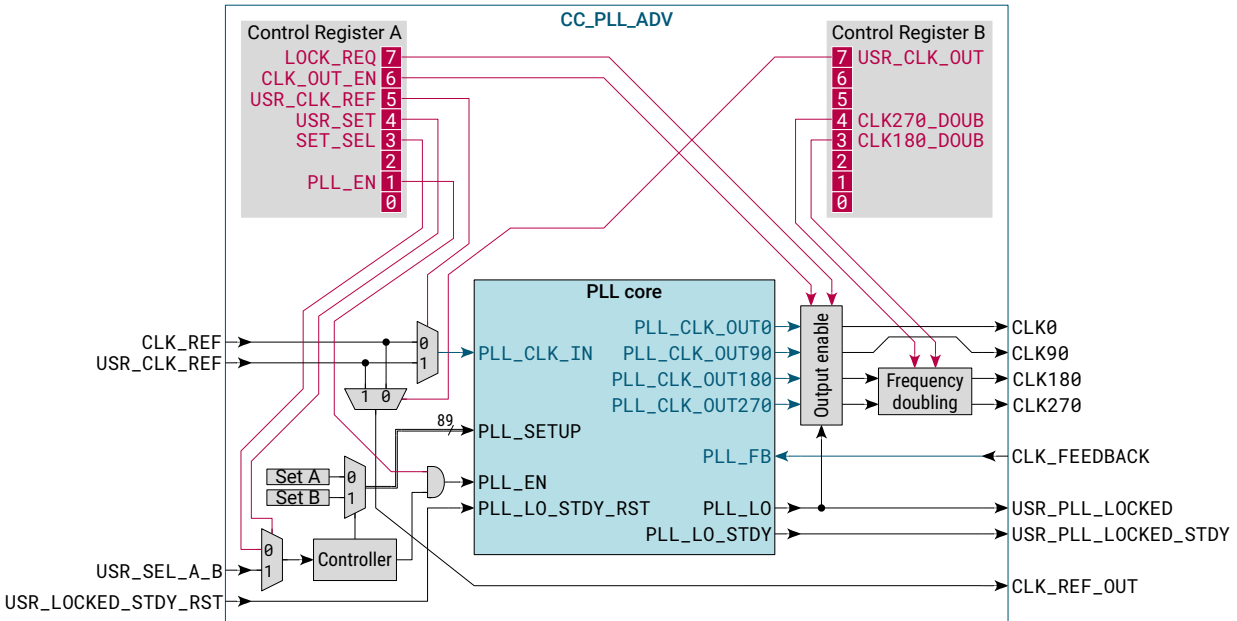 CC_PLL_ADV
Control Register A
LOCK_REQ 7
CLK_OUT_EN 6
USR_CLK_REF 5
USR_SET 4
SET_SEL 3
2
PLL_EN 1
0
Control Register B
7 USR_CLK_OUT
6
5
4 CLK270_DOUB
3 CLK180_DOUB
2
1
0
CLK_REF
USR_CLK_REF
0
1
1 0
PLL core
PLL_CLK_IN
PLL_SETUP
89
PLL_EN
PLL_LO_STDY_RST
PLL_CLK_OUT0
PLL_CLK_OUT90
PLL_CLK_OUT180
PLL_CLK_OUT270
PLL_FB
PLL_LO
PLL_LO_STDY
Output enable
Frequency
doubling
CLK0
CLK90
CLK180
CLK270
CLK_FEEDBACK
USR_PLL_LOCKED
USR_PLL_LOCKED_STDY
CLK_REF_OUT
Set A
Set B
0
1
0
1
Controller
USR_SEL_A_B
USR_LOCKED_STDY_RST